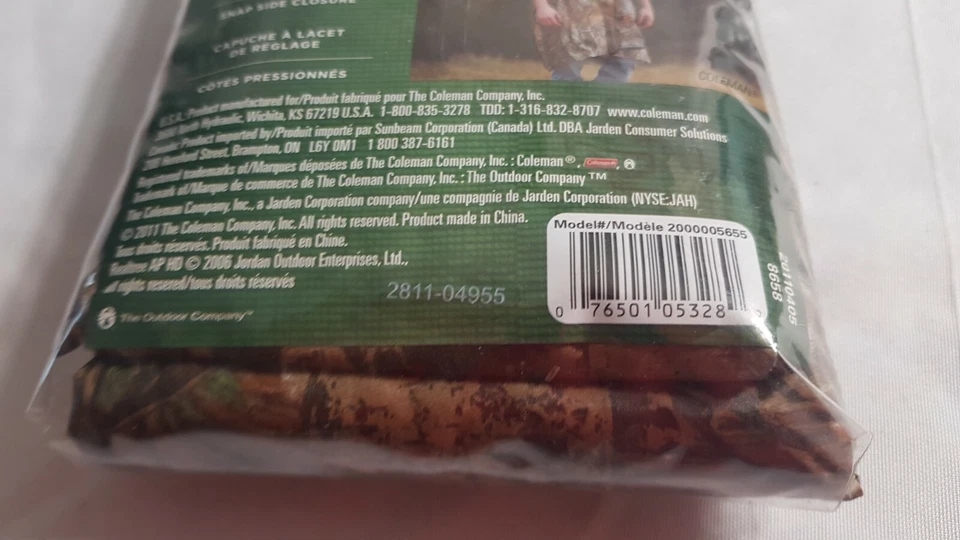 SNAP SIDE CLOSURE
CAPUCHE À LACET
DE RÉGLAGE
CÔTÉS PRESSIONNÉS
COLEMAN
U.S.A. Product manufactured for/Produit fabriqué pour The Coleman Company, Inc.
Hydraulic, Wichita, KS 67219 U.S.A. 1-800-835-3278 TDD: 1-316-832-8707 www.coleman.com
Canada. Product imported by/Produit importé par Sunbeam Corporation (Canada) Ltd. DBA Jarden Consumer Solutions
Street, Brampton, ON L6Y 0M1 1 800 387-6161
Registered trademarks of/Marques déposées de The Coleman Company, Inc. : Coleman®, Coleman,
Trademark of/Marque de commerce de The Coleman Company, Inc. : The Outdoor Company™
The Coleman Company, Inc., a Jarden Corporation company/une compagnie de Jarden Corporation (NYSE:JAH)
© 2011 The Coleman Company, Inc. All rights reserved. Product made in China.
Tous droits réservés. Produit fabriqué en Chine.
Realtree AP HD © 2006 Jordan Outdoor Enterprises, Ltd.,
all rights reserved/tous droits réservés
2811-04955
The Outdoor Company™
Model#/Modèle 2000005655
0 76501 05328 2
20110405
8658